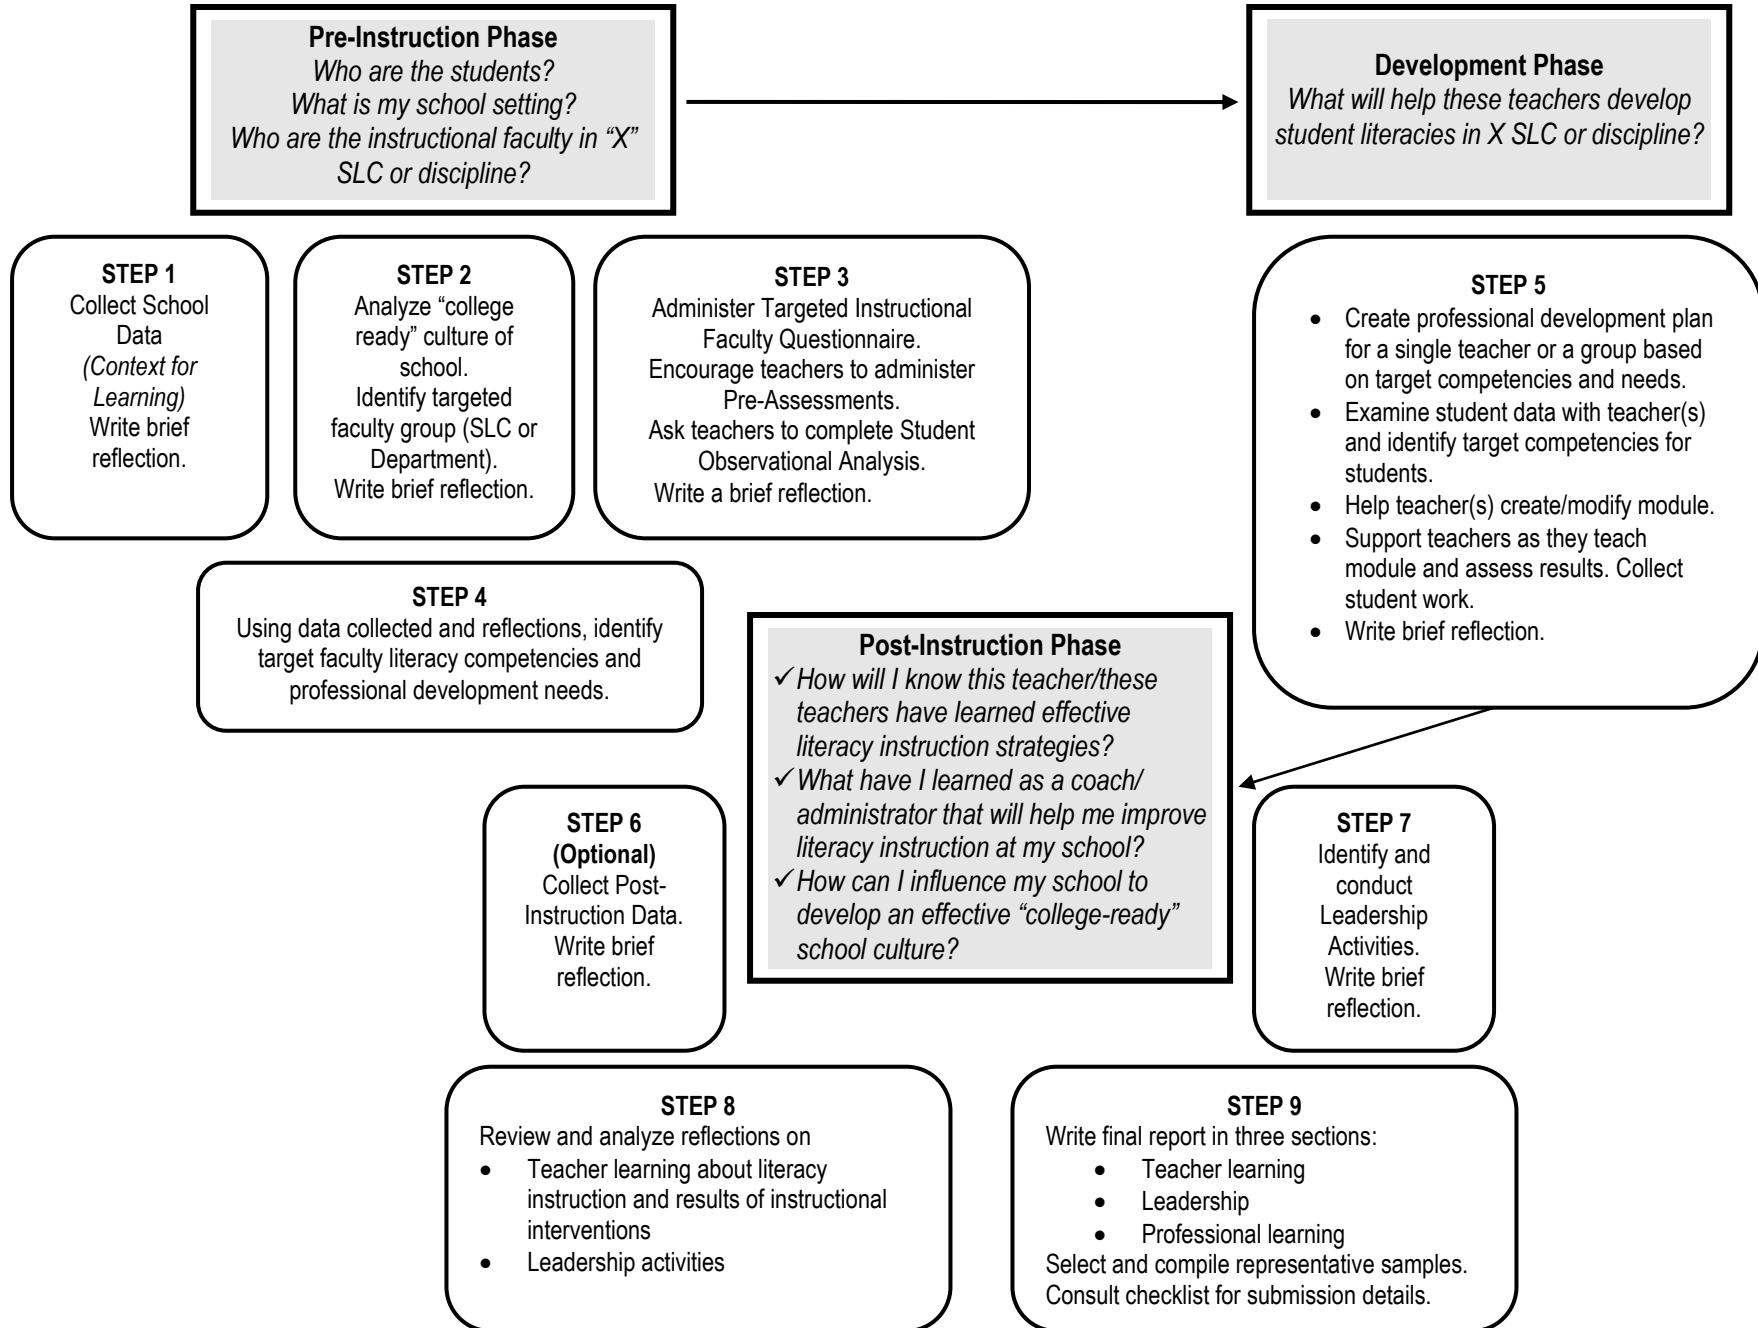 Pre-Instruction Phase
Who are the students?
What is my school setting?
Who are the instructional faculty in “X”
SLC or discipline?
Development Phase
What will help these teachers develop
student literacies in X SLC or discipline?
STEP 1
Collect School
Data
(Context for
Learning)
Write brief
reflection.
STEP 2
Analyze “college
ready” culture of
school.
Identify targeted
faculty group (SLC or
Department).
Write brief reflection.
STEP 3
Administer Targeted Instructional
Faculty Questionnaire.
Encourage teachers to administer
Pre-Assessments.
Ask teachers to complete Student
Observational Analysis.
Write a brief reflection.
STEP 4
Using data collected and reflections, identify
target faculty literacy competencies and
professional development needs.
STEP 5
• Create professional development plan
for a single teacher or a group based
on target competencies and needs.
• Examine student data with teacher(s)
and identify target competencies for
students.
• Help teacher(s) create/modify module.
• Support teachers as they teach
module and assess results. Collect
student work.
• Write brief reflection.
Post-Instruction Phase
✓ How will I know this teacher/these
teachers have learned effective
literacy instruction strategies?
✓ What have I learned as a coach/
administrator that will help me improve
literacy instruction at my school?
✓ How can I influence my school to
develop an effective “college-ready”
school culture?
STEP 6
(Optional)
Collect Post-
Instruction Data.
Write brief
reflection.
STEP 7
Identify and
conduct
Leadership
Activities.
Write brief
reflection.
STEP 8
Review and analyze reflections on
• Teacher learning about literacy
instruction and results of instructional
interventions
• Leadership activities
STEP 9
Write final report in three sections:
• Teacher learning
• Leadership
• Professional learning
Select and compile representative samples.
Consult checklist for submission details.